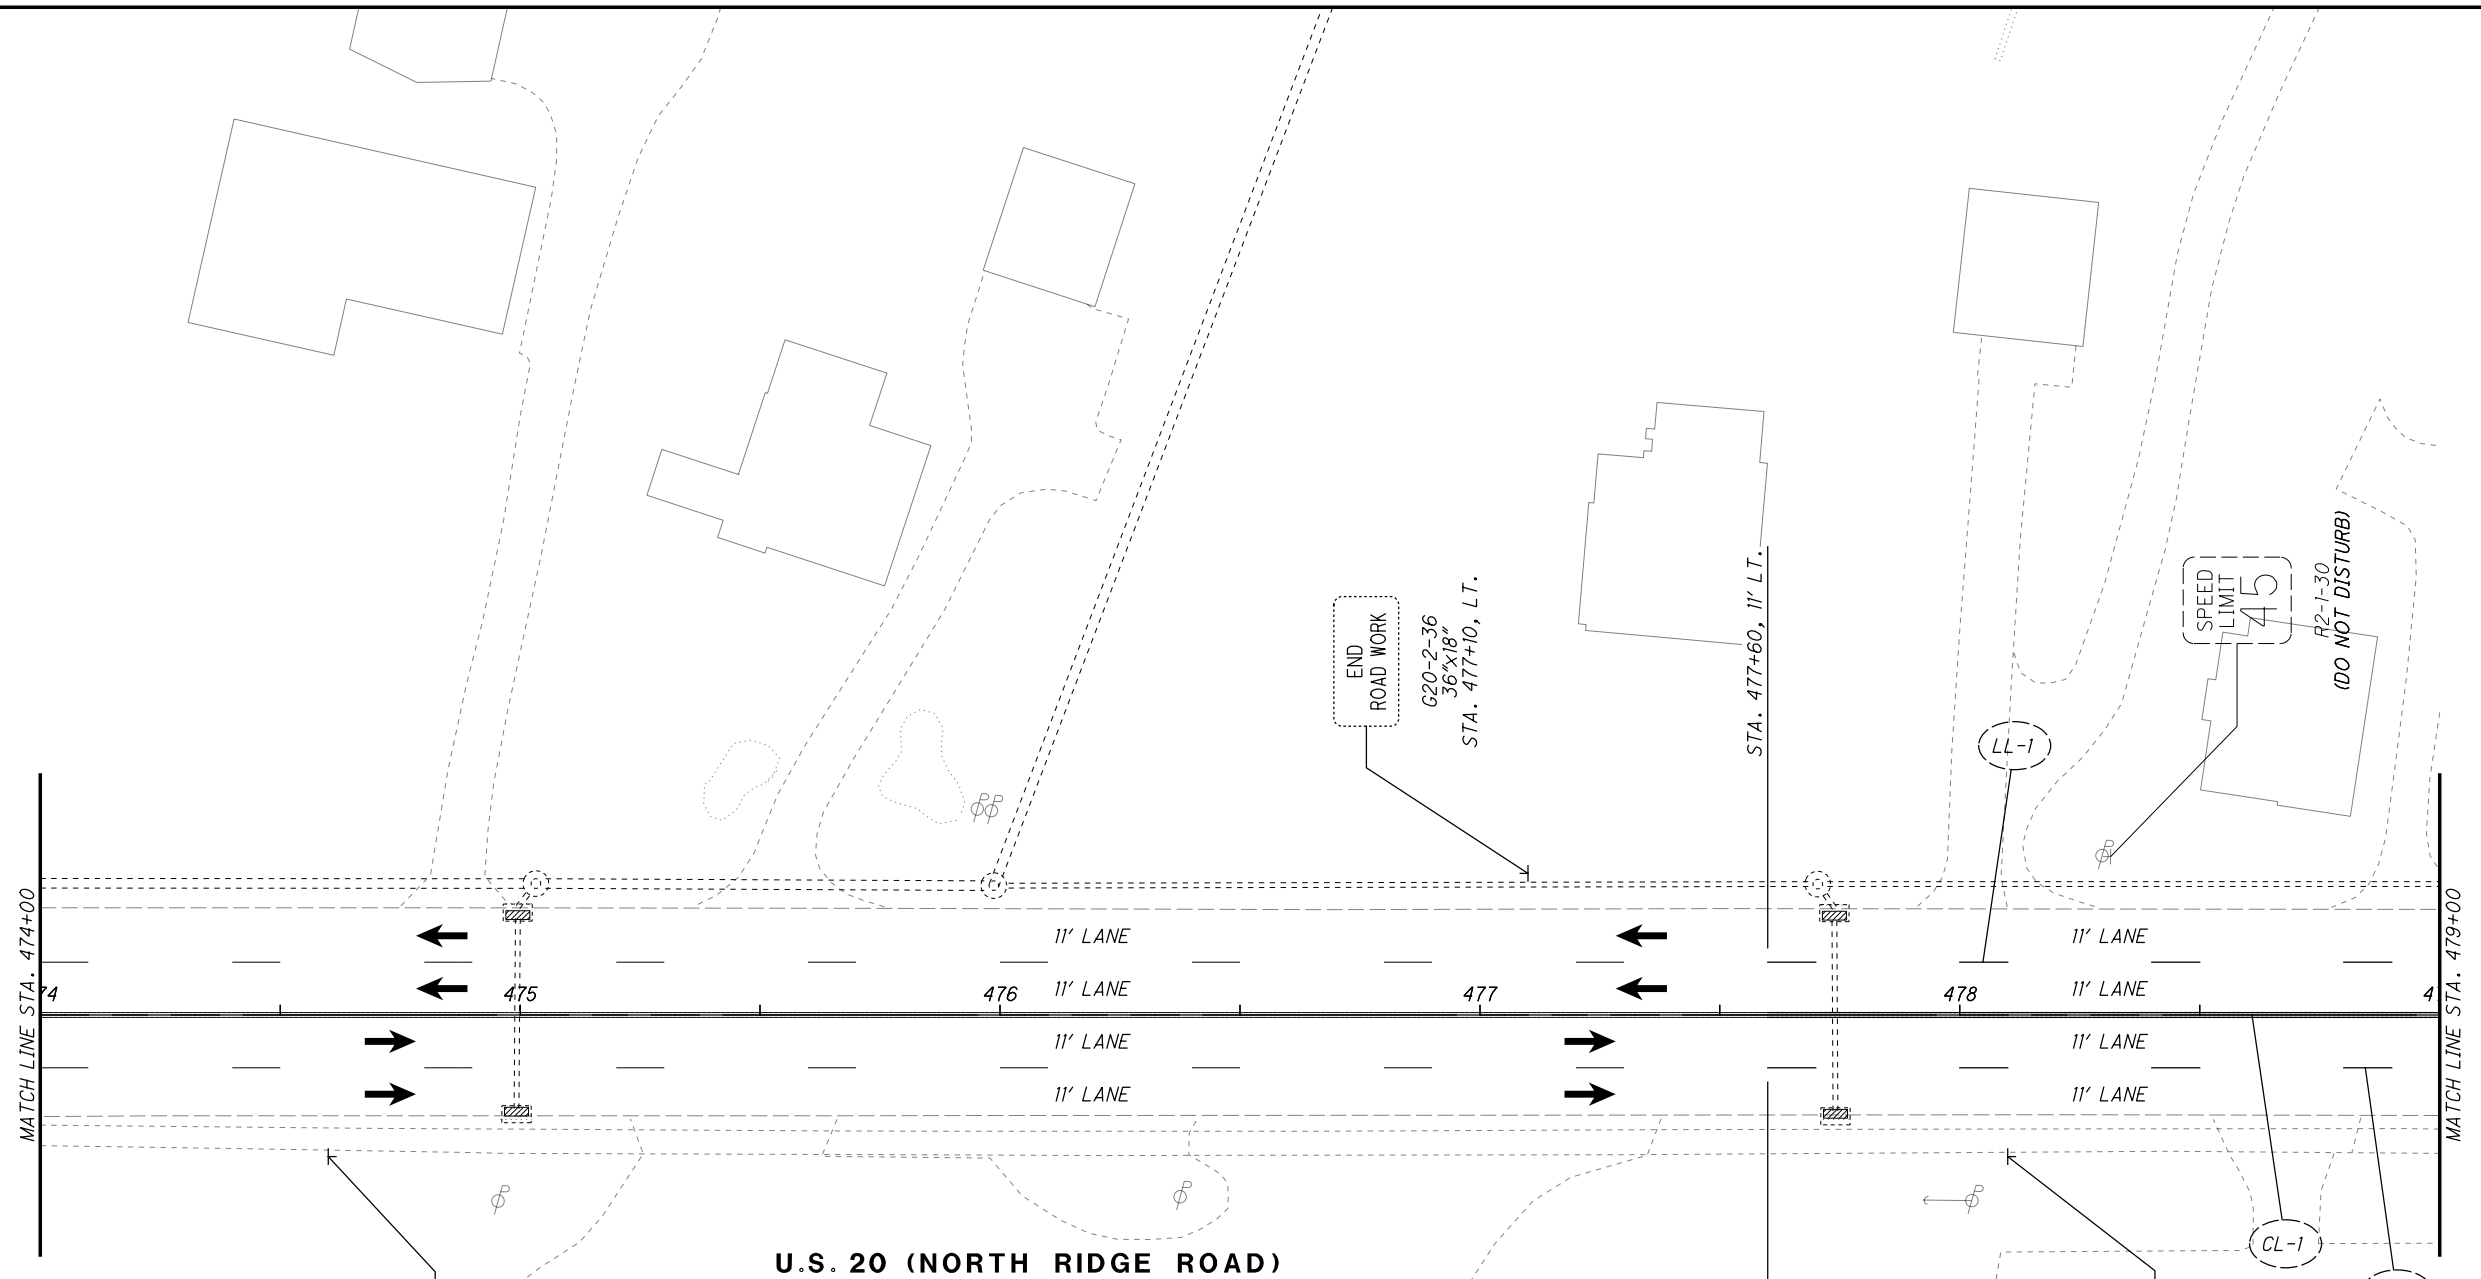 END
ROAD WORK
G20-2-36
36"x18"
STA. 477+10, LT.
STA. 477+60, 11' LT.
SPEED
LIMIT
45
R2-1-30
(DO NOT DISTURB)
LL-1
MATCH LINE STA. 474+00
MATCH LINE STA. 479+00
11' LANE
11' LANE
11' LANE
11' LANE
74
475
476
477
478
47
11' LANE
11' LANE
11' LANE
11' LANE
P
P
P
P
P
P
CL-1
U.S. 20 (NORTH RIDGE ROAD)